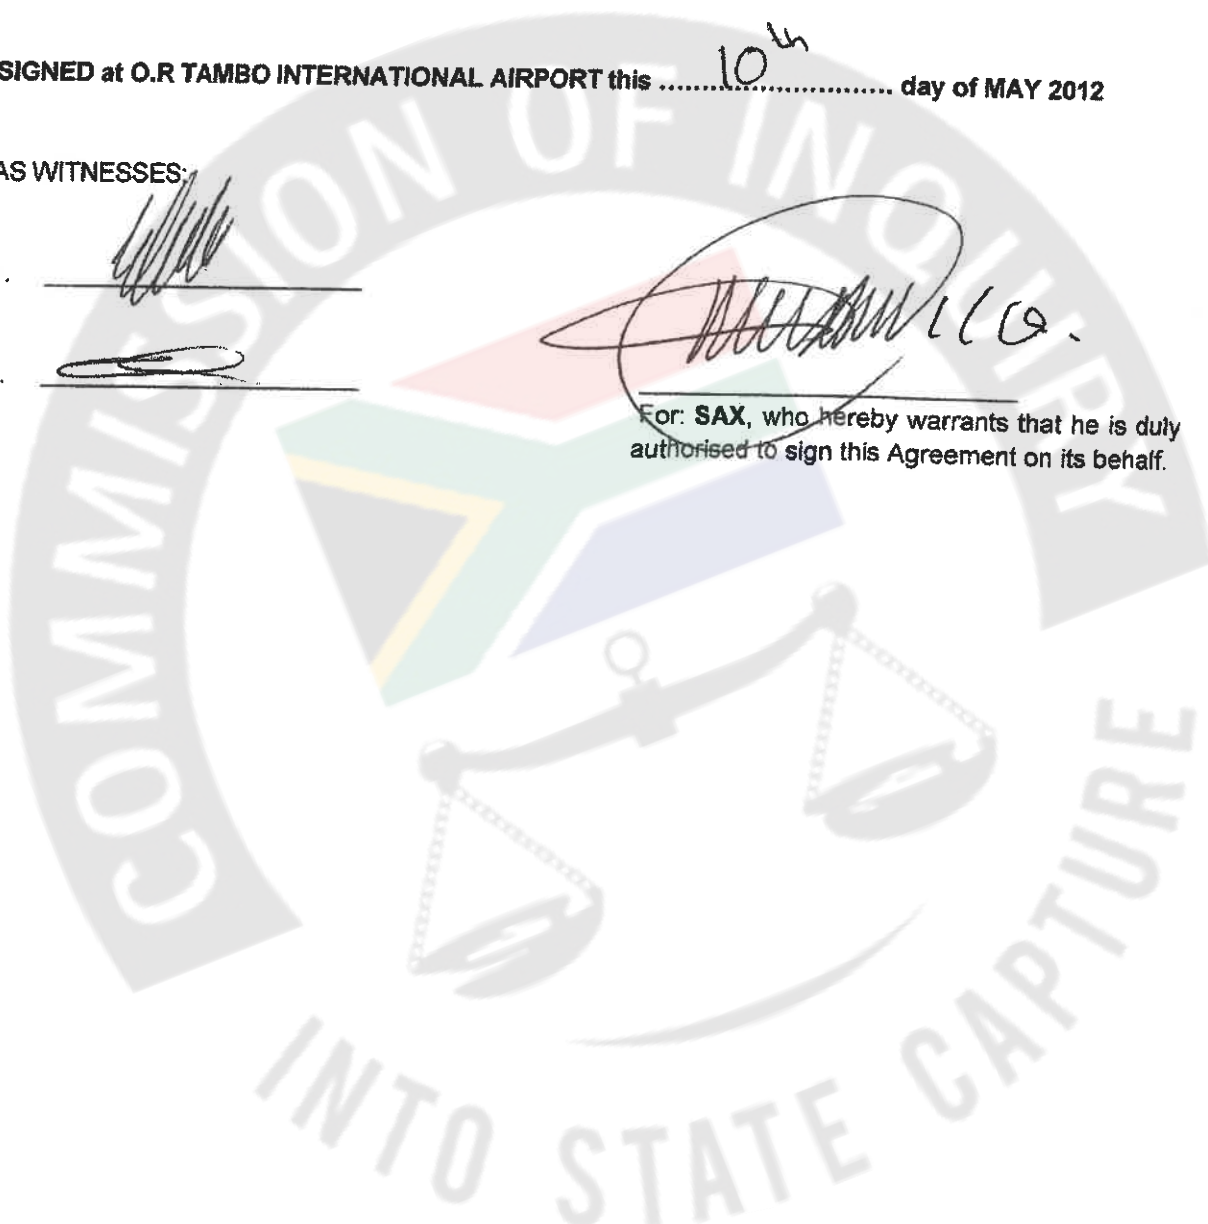 SIGNED at O.R TAMBO INTERNATIONAL AIRPORT this ........10th........ day of MAY 2012
AS WITNESSES:
For: SAX, who hereby warrants that he is duly
authorised to sign this Agreement on its behalf.
COMMISSION OF INQUIRY
INTO STATE CAPTURE